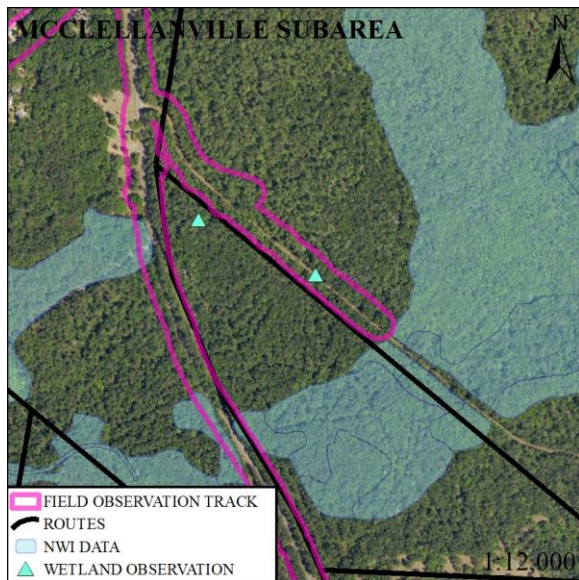 MCCLELLANVILLE SUBAREA
N
FIELD OBSERVATION TRACK
ROUTES
NWI DATA
WETLAND OBSERVATION
1:12,000